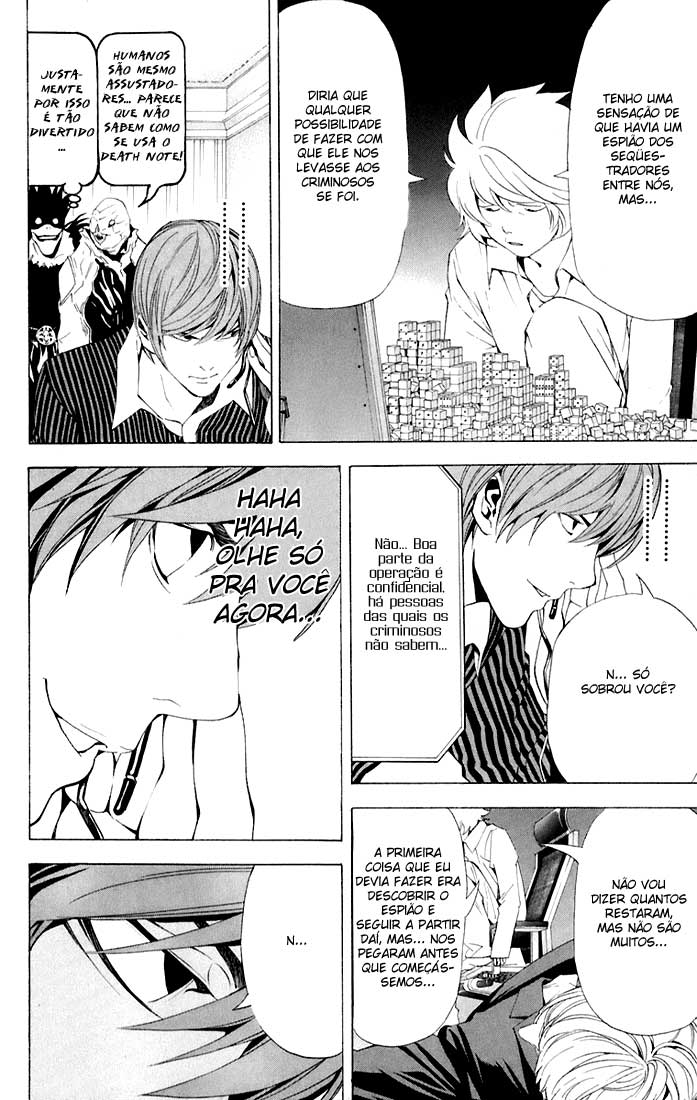 TENHO UMA
SENSAÇÃO DE
QUE HAVIA UM
ESPIÃO DOS
SEQÜES-
TRADORES
ENTRE NÓS,
MAS...
DIRIA QUE
QUALQUER
POSSIBILIDADE
DE FAZER COM
QUE ELE NOS
LEVASSE AOS
CRIMINOSOS
SE FOI.
HUMANOS
SÃO MESMO
ASSUSTADO-
RES... PARECE
QUE NÃO
SABEM COMO
SE USA O
DEATH NOTE!
JUSTA-
MENTE
POR ISSO
É TÃO
DIVERTIDO
...
N... SÓ
SOBROU VOCÊ?
Não... Boa
parte da
operação é
confidencial.
há pessoas
das quais os
criminosos
não sabem...
HAHA
HAHA,
OLHE SÓ
PRA VOCÊ
AGORA...
NÃO VOU
DIZER QUANTOS
RESTARAM,
MAS NÃO SÃO
MUITOS...
A PRIMEIRA
COISA QUE EU
DEVIA FAZER ERA
DESCOBRIR O
ESPIÃO E
SEGUIR A PARTIR
DAÍ, MAS... NOS
PEGARAM ANTES
QUE COMEÇÁS-
SEMOS...
N...